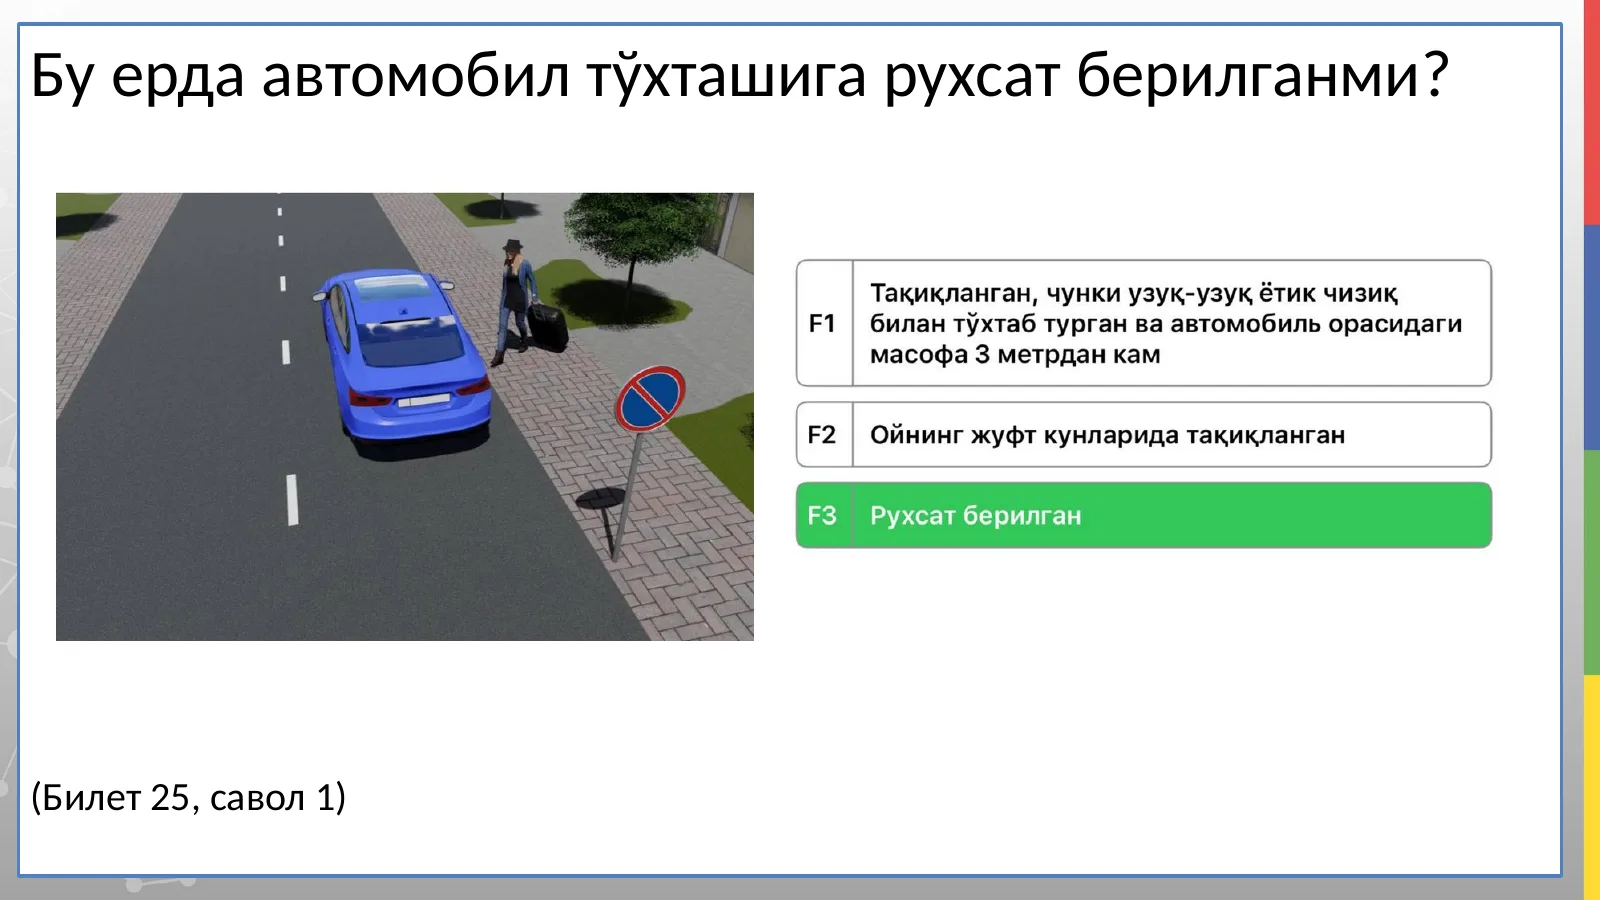 Бу ерда автомобил тўхташига рухсат берилганми?
F1
Тақиқланган, чунки узуқ-узуқ ётик чизиқ
билан тўхтаб турган ва автомобиль орасидаги
масофа 3 метрдан кам
F2
Ойнинг жуфт кунларида тақиқланган
F3
Рухсат берилган
(Билет 25, савол 1)